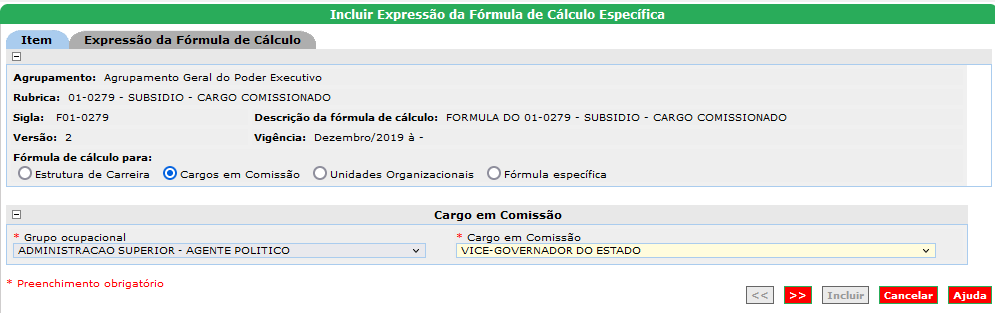 Incluir Expressão da Fórmula de Cálculo Específica
Item Expressão da Fórmula de Cálculo
Agrupamento: Agrupamento Geral do Poder Executivo
Rubrica: 01-0279 - SUBSIDIO - CARGO COMISSIONADO
Sigla: F01-0279 Descrição da fórmula de cálculo: FORMULA DO 01-0279 - SUBSIDIO - CARGO COMISSIONADO
Versão: 2 Vigência: Dezembro/2019 à -
Fórmula de cálculo para:
Estrutura de Carreira Cargos em Comissão Unidades Organizacionais Fórmula específica
Cargo em Comissão
* Grupo ocupacional * Cargo em Comissão
ADMINISTRACAO SUPERIOR - AGENTE POLITICO VICE-GOVERNADOR DO ESTADO
* Preenchimento obrigatório
<< >> Incluir Cancelar Ajuda